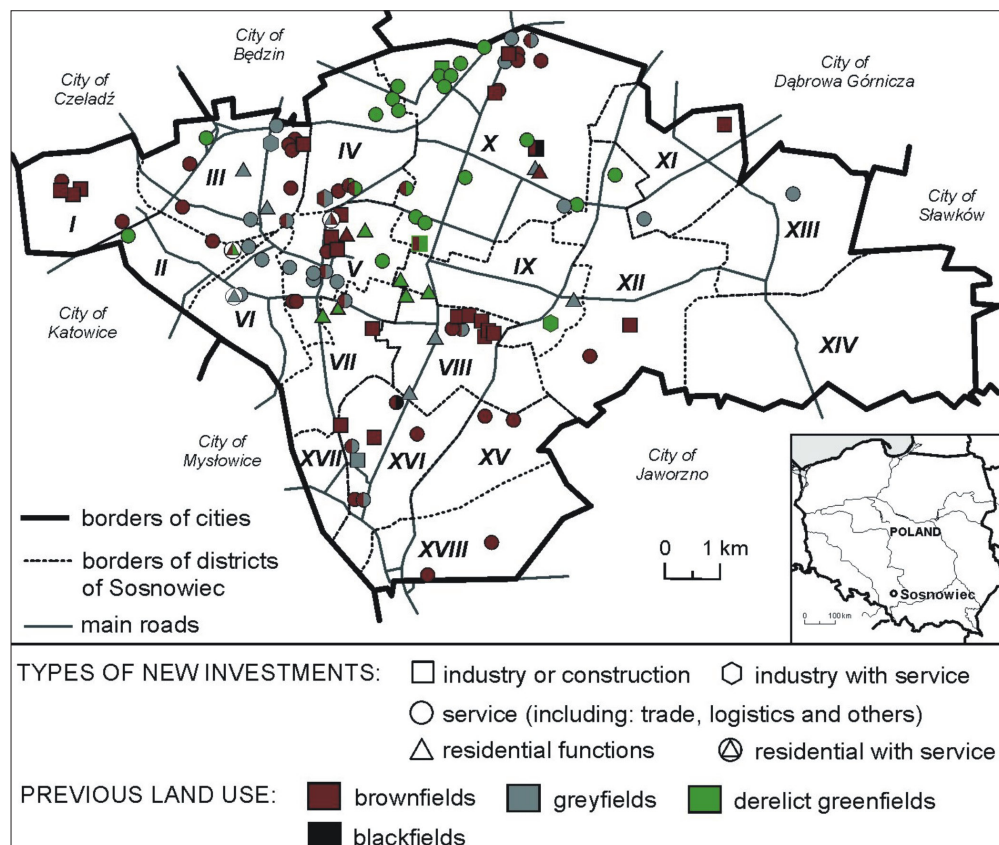 City of
Będzin
City of
Czeladź
City of
Dąbrowa Górnicza
IV
X
III
XI
I
XIII
City of
Sławków
II
V
IX
XII
VI
City of
Katowice
XIV
VII
VIII
City of
Mysłowice
XVII
XVI
XV
City of
Jaworzno
XVIII
borders of cities
borders of districts
of Sosnowiec
main roads
0 1 km
POLAND
Sosnowiec
0 100 km
TYPES OF NEW INVESTMENTS:
industry or construction
industry with service
service (including: trade, logistics and others)
residential functions
residential with service
PREVIOUS LAND USE:
brownfields
greyfields
derelict greenfields
blackfields